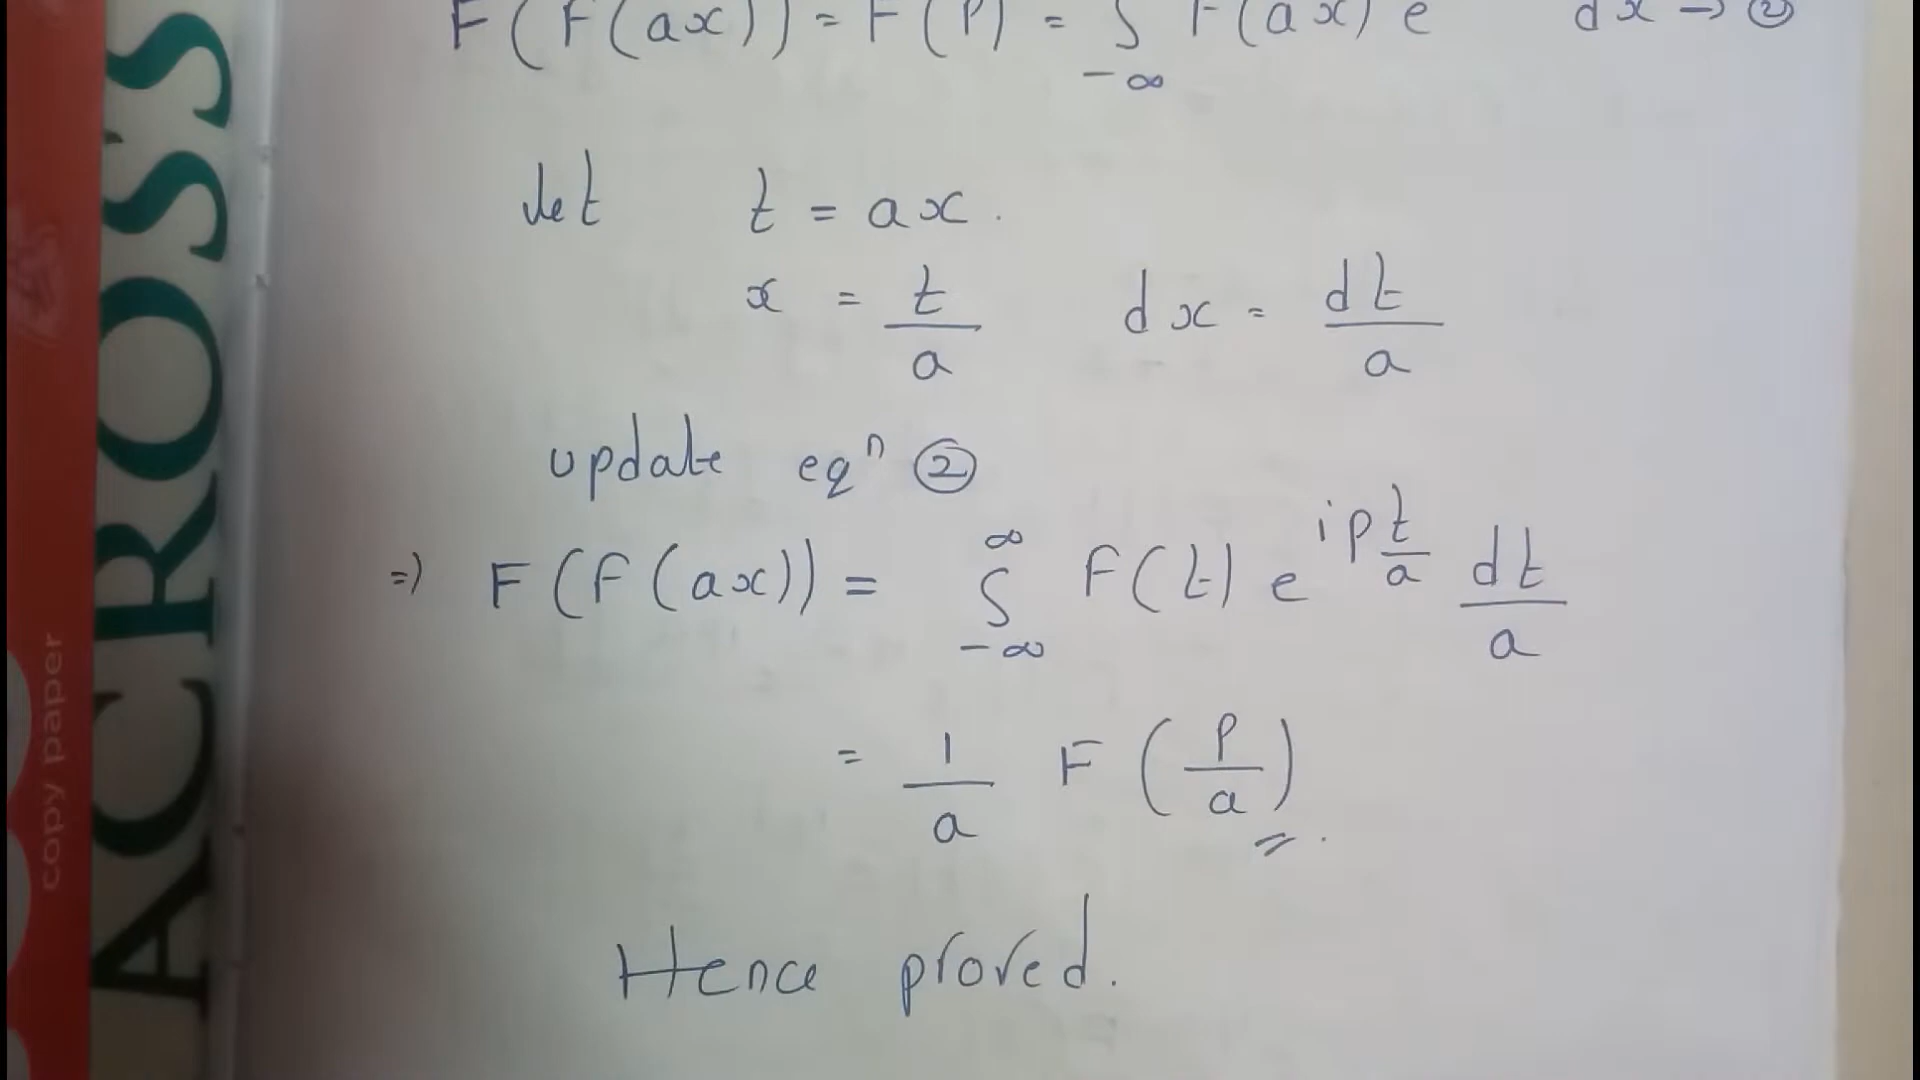 F(F(ax)) = F(P) = ∫ F(ax) e dx → ②
-∞
let t = ax.
x = t/a dx = dt/a
update eqⁿ ②
⇒ F(F(ax)) = ∫_{-∞}^{∞} F(t) e^{ipt/a} dt/a
= 1/a F(p/a)
Hence proved.
ACROSS
copy paper